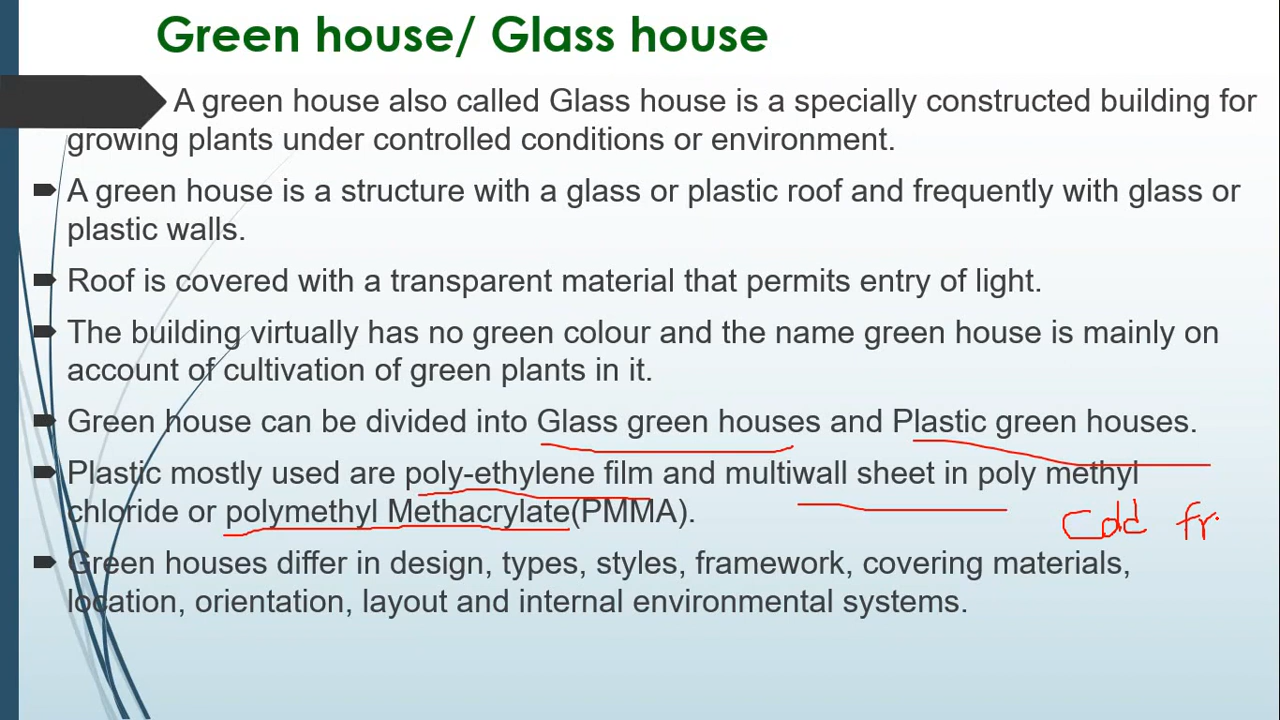 Green house/ Glass house
A green house also called Glass house is a specially constructed building for
growing plants under controlled conditions or environment.
A green house is a structure with a glass or plastic roof and frequently with glass or
plastic walls.
Roof is covered with a transparent material that permits entry of light.
The building virtually has no green colour and the name green house is mainly on
account of cultivation of green plants in it.
Green house can be divided into Glass green houses and Plastic green houses.
Plastic mostly used are poly-ethylene film and multiwall sheet in poly methyl
chloride or polymethyl Methacrylate(PMMA).
Cold fr
Green houses differ in design, types, styles, framework, covering materials,
location, orientation, layout and internal environmental systems.